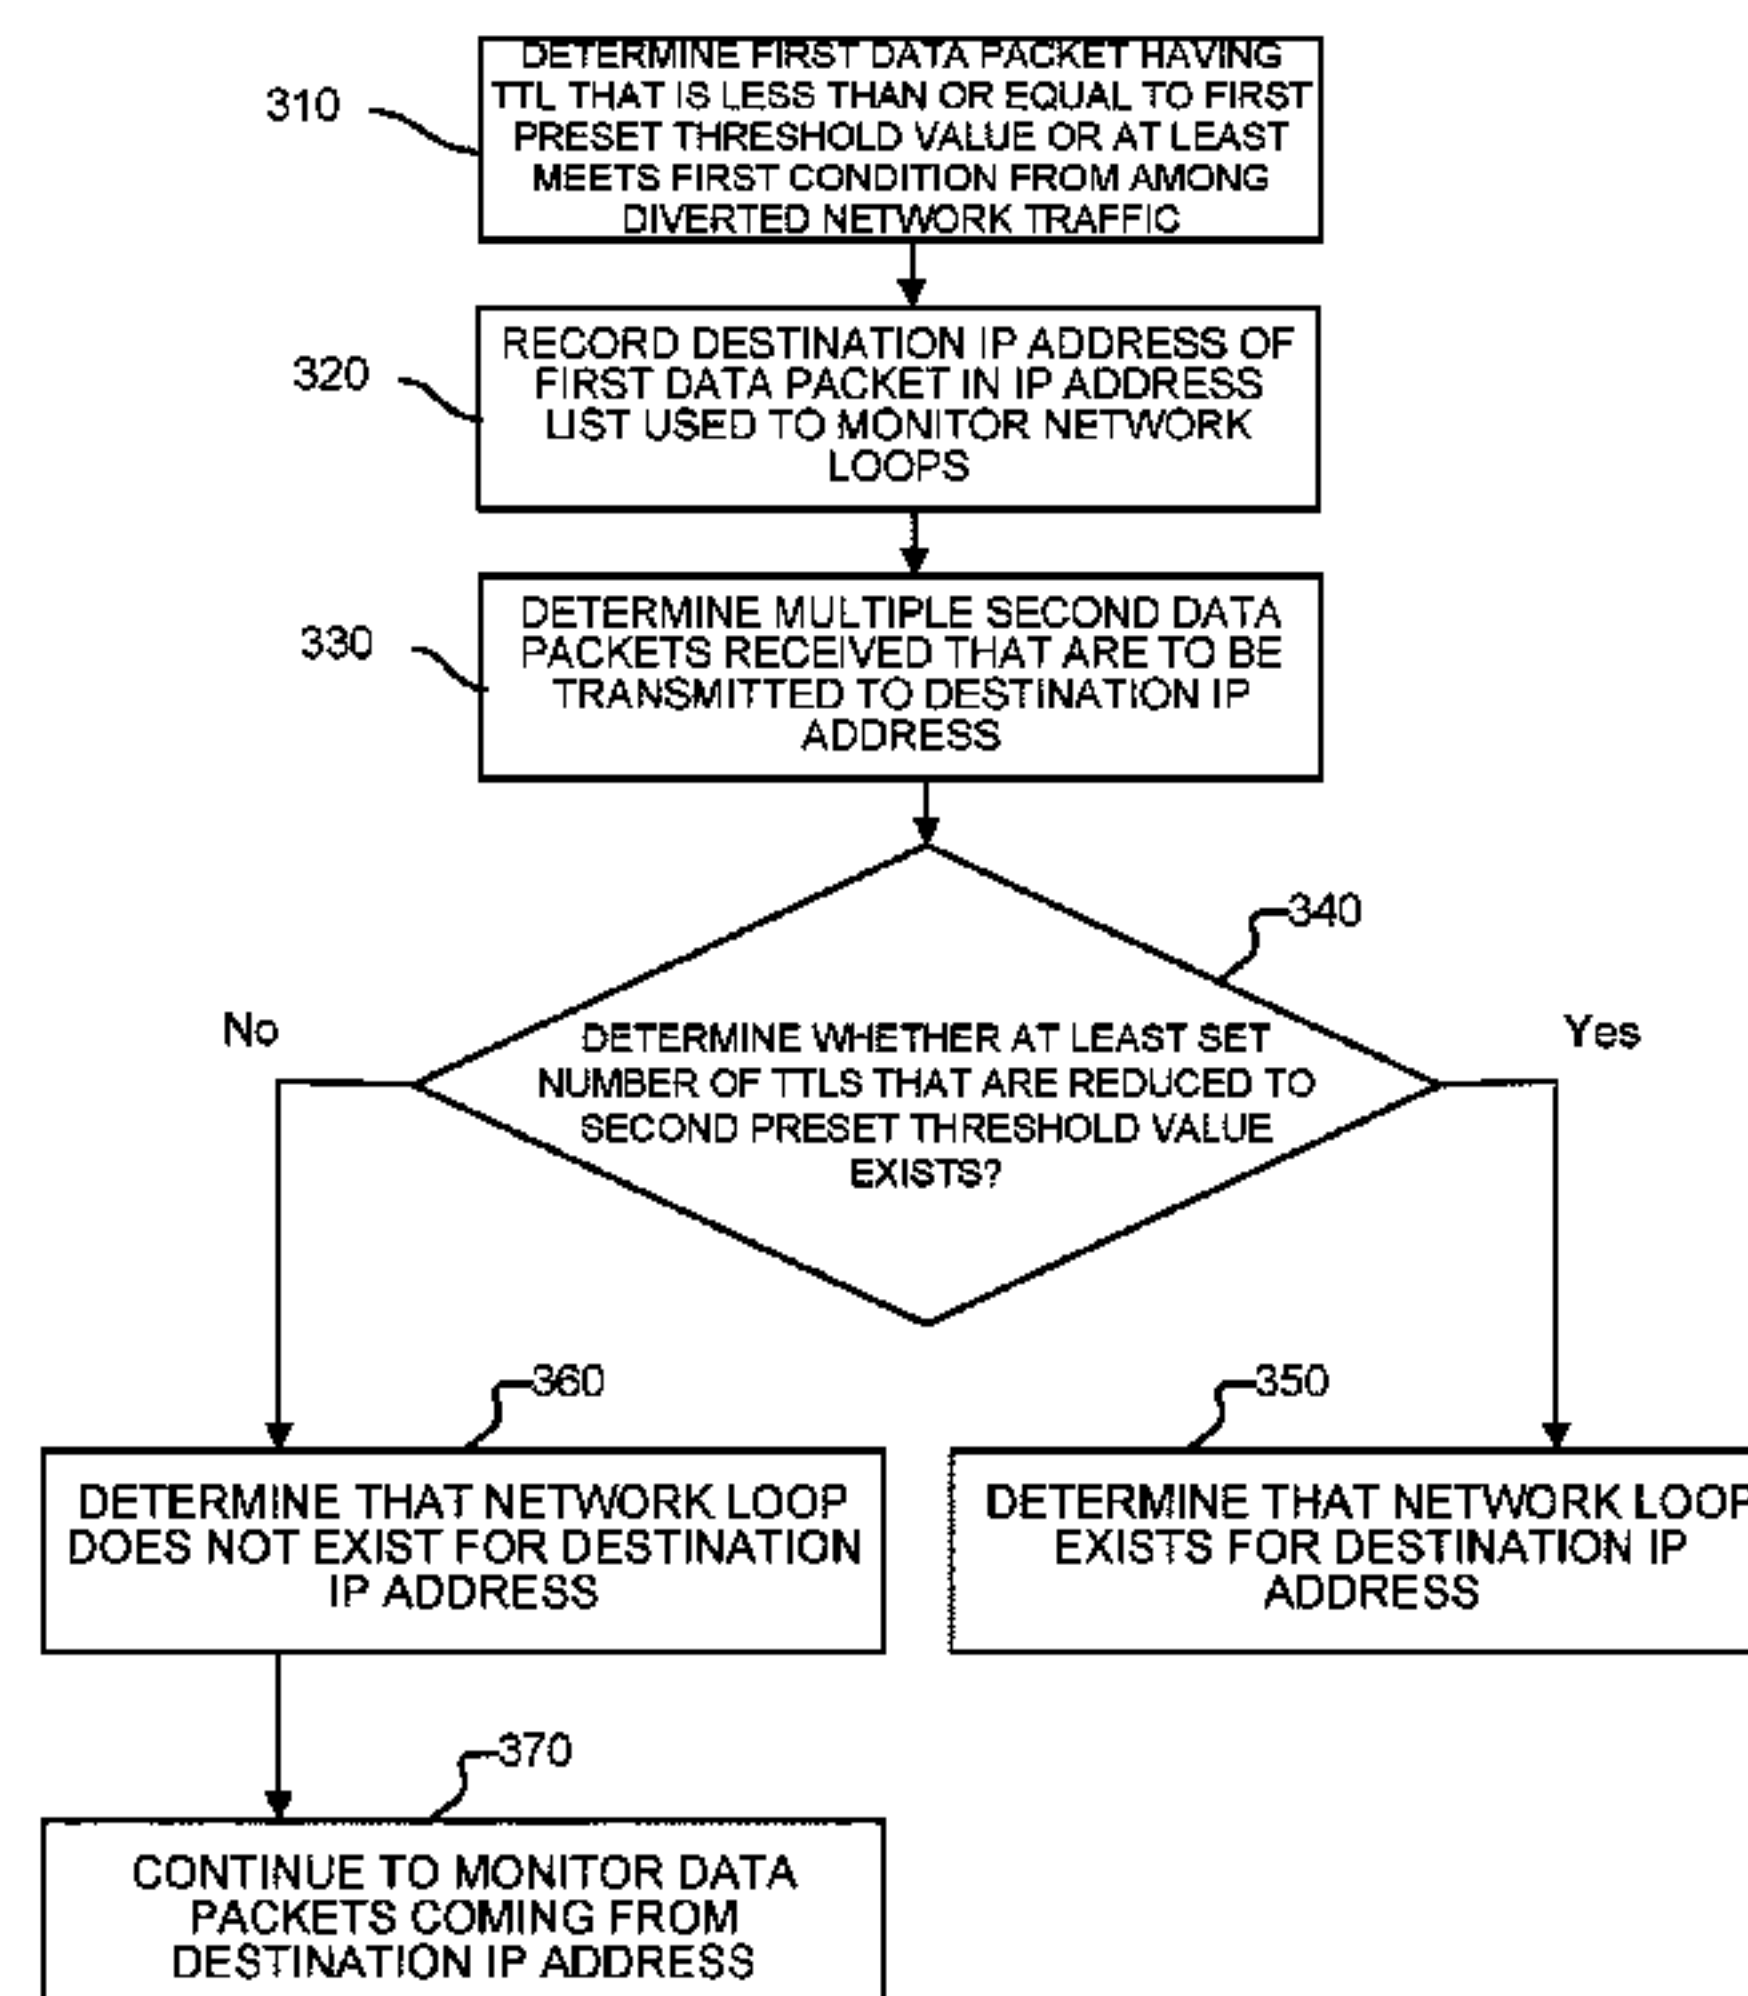 310
DETERMINE FIRST DATA PACKET HAVING
TTL THAT IS LESS THAN OR EQUAL TO FIRST
PRESET THRESHOLD VALUE OR AT LEAST
MEETS FIRST CONDITION FROM AMONG
DIVERTED NETWORK TRAFFIC
320
RECORD DESTINATION IP ADDRESS OF
FIRST DATA PACKET IN IP ADDRESS
LIST USED TO MONITOR NETWORK
LOOPS
330
DETERMINE MULTIPLE SECOND DATA
PACKETS RECEIVED THAT ARE TO BE
TRANSMITTED TO DESTINATION IP
ADDRESS
340
No
Yes
DETERMINE WHETHER AT LEAST SET
NUMBER OF TTLS THAT ARE REDUCED TO
SECOND PRESET THRESHOLD VALUE
EXISTS?
360
DETERMINE THAT NETWORK LOOP
DOES NOT EXIST FOR DESTINATION
IP ADDRESS
350
DETERMINE THAT NETWORK LOOP
EXISTS FOR DESTINATION IP
ADDRESS
370
CONTINUE TO MONITOR DATA
PACKETS COMING FROM
DESTINATION IP ADDRESS